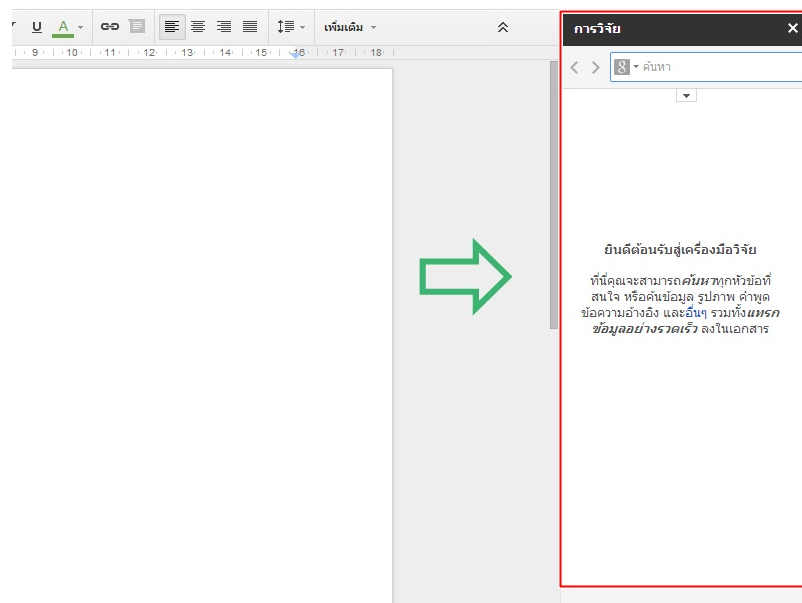 U A เพิ่มเติม
9 10 11 12 13 14 15 16 17 18
การวิจัย
8 ค้นหา
ยินดีต้อนรับสู่เครื่องมือวิจัย
ที่นี่คุณจะสามารถค้นหาทุกหัวข้อที่
สนใจ หรือค้นข้อมูล รูปภาพ คำพูด
ข้อความอ้างอิง และอื่นๆ รวมทั้งแทรก
ข้อมูลอย่างรวดเร็ว ลงในเอกสาร